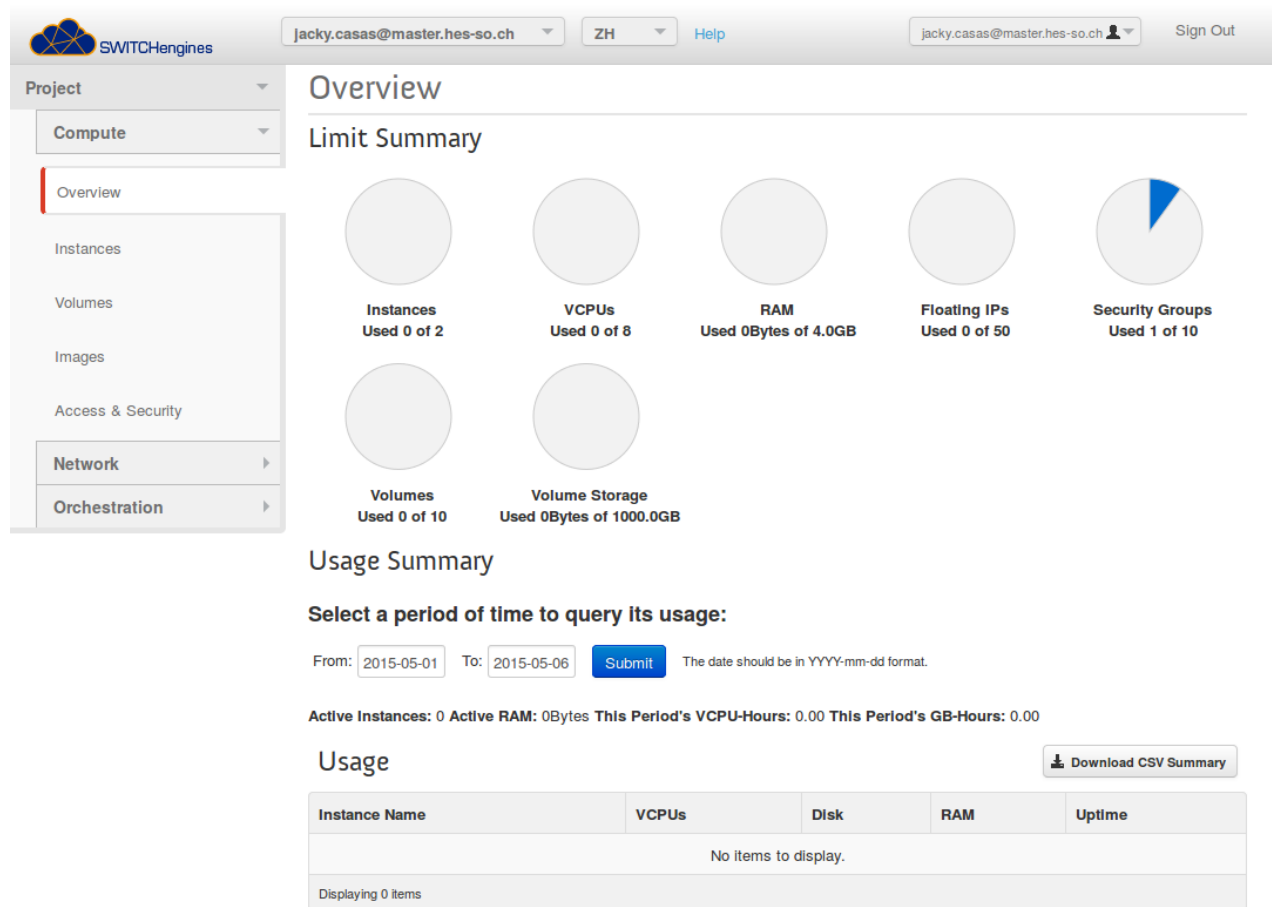 SWITCHengines
jacky.casas@master.hes-so.ch ZH Help jacky.casas@master.hes-so.ch Sign Out
Project
Compute
Overview
Instances
Volumes
Images
Access & Security
Network
Orchestration
Overview
Limit Summary
Instances
Used 0 of 2
VCPUs
Used 0 of 8
RAM
Used 0Bytes of 4.0GB
Floating IPs
Used 0 of 50
Security Groups
Used 1 of 10
Volumes
Used 0 of 10
Volume Storage
Used 0Bytes of 1000.0GB
Usage Summary
Select a period of time to query its usage:
From: 2015-05-01 To: 2015-05-06 Submit The date should be in YYYY-mm-dd format.
Active Instances: 0 Active RAM: 0Bytes This Period's VCPU-Hours: 0.00 This Period's GB-Hours: 0.00
Usage
Download CSV Summary
Instance Name VCPUs Disk RAM Uptime
No items to display.
Displaying 0 items